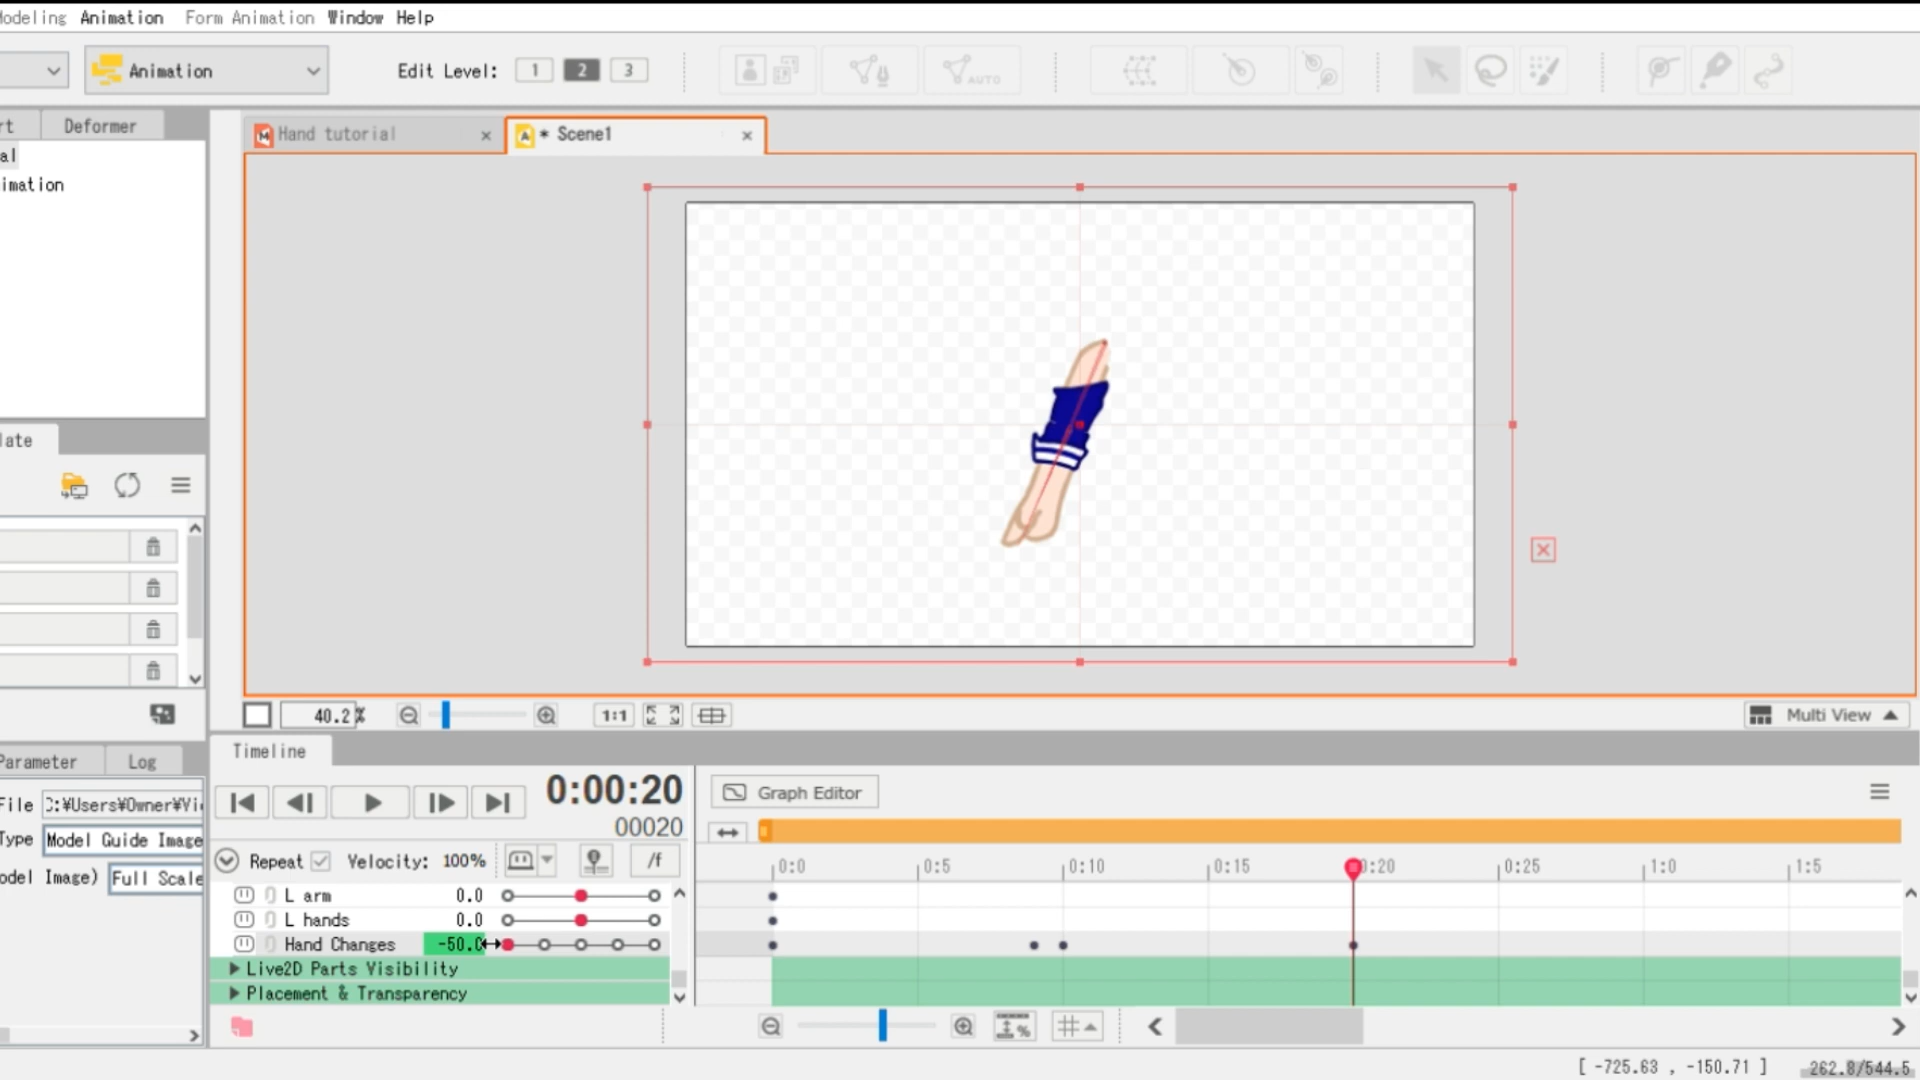 Modeling Animation Form Animation Window Help
Animation
Edit Level: 1 2 3
AUTO
rt Deformer
Hand tutorial
* Scene1
al
imation
late
40.2%
1:1
Multi View
Parameter Log
Timeline
File C:¥Users¥Owner¥Vi
Type Model Guide Image
odel Image) Full Scale
0:00:20
00020
Graph Editor
Repeat Velocity: 100% /f
0:0 0:5 0:10 0:15 0:20 0:25 1:0 1:5
L arm 0.0
L hands 0.0
Hand Changes -50.0
Live2D Parts Visibility
Placement & Transparency
[ -725.63 , -150.71 ] 262.8/544.5